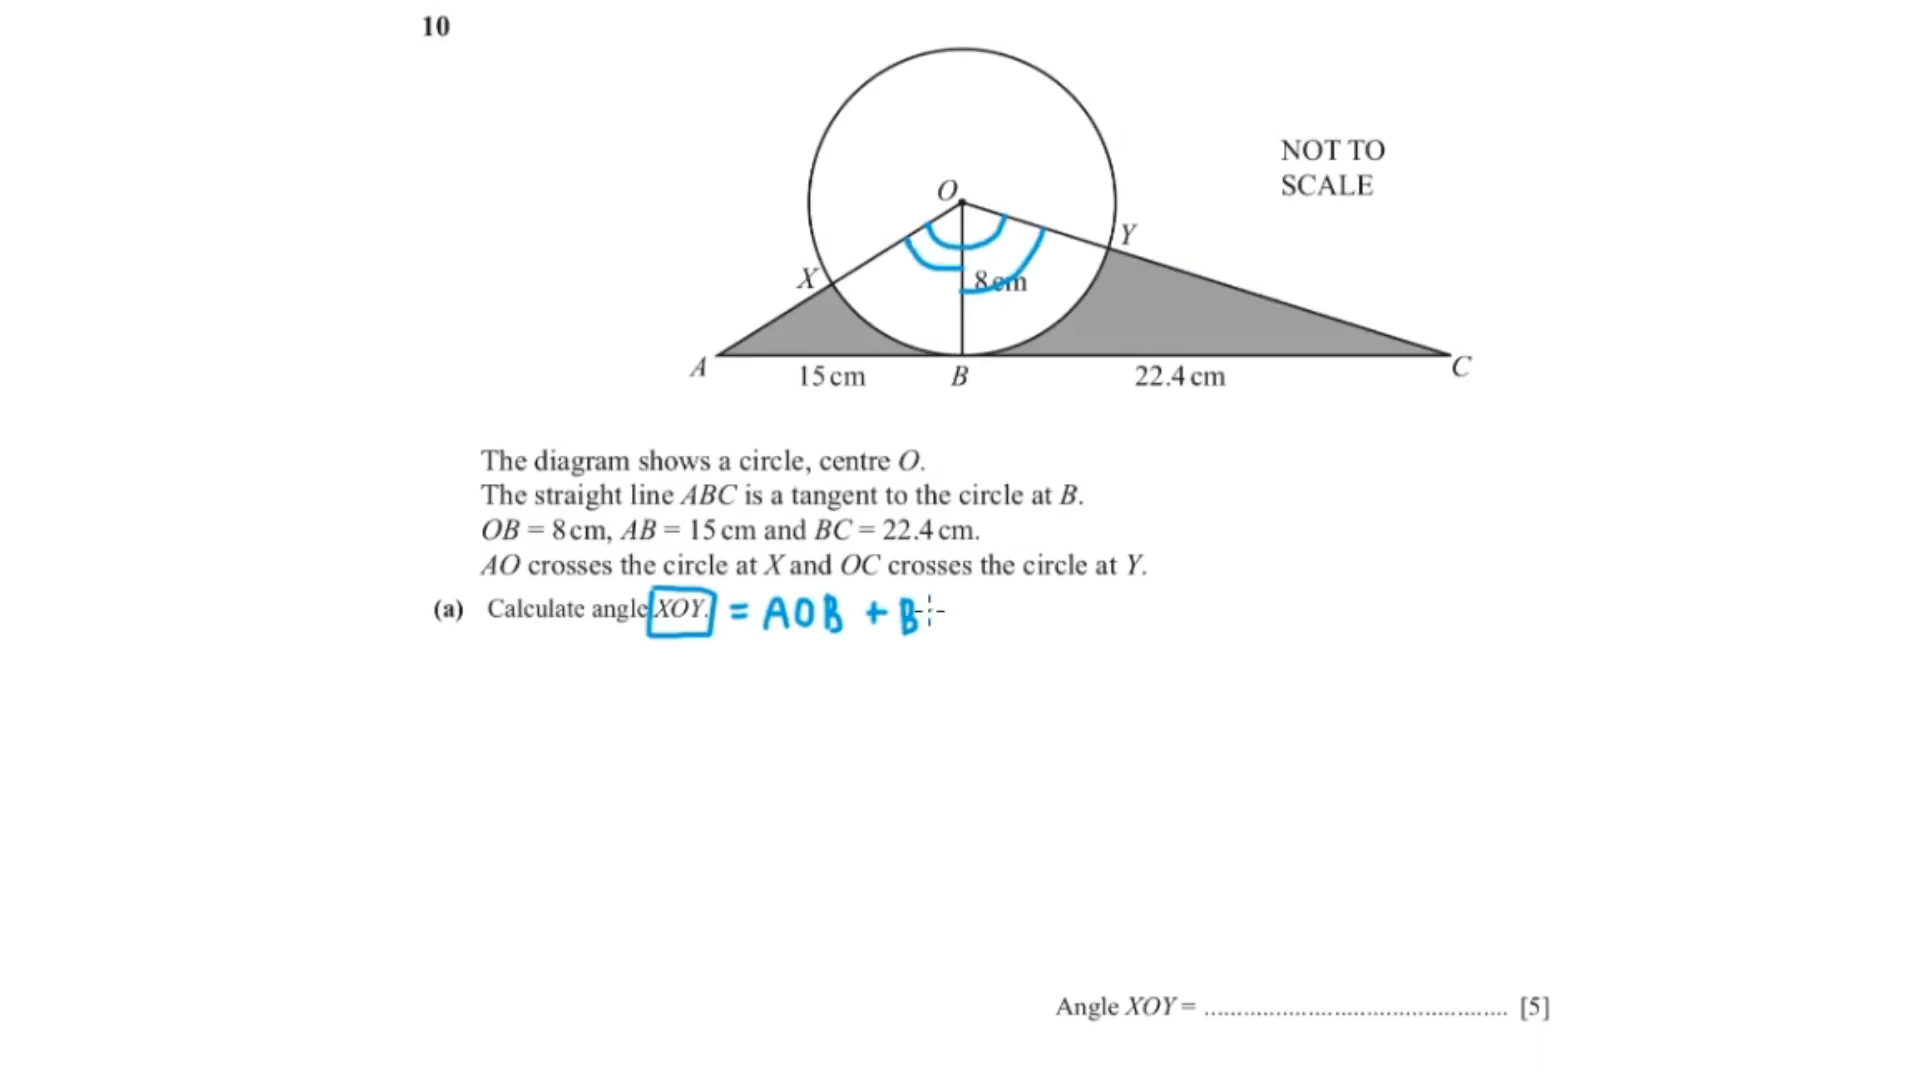 10
NOT TO
SCALE
O
Y
X
8 cm
A
15 cm
B
22.4 cm
C
The diagram shows a circle, centre O.
The straight line ABC is a tangent to the circle at B.
OB = 8 cm, AB = 15 cm and BC = 22.4 cm.
AO crosses the circle at X and OC crosses the circle at Y.
(a) Calculate angle XOY. = AOB + B
Angle XOY = ................................................ [5]